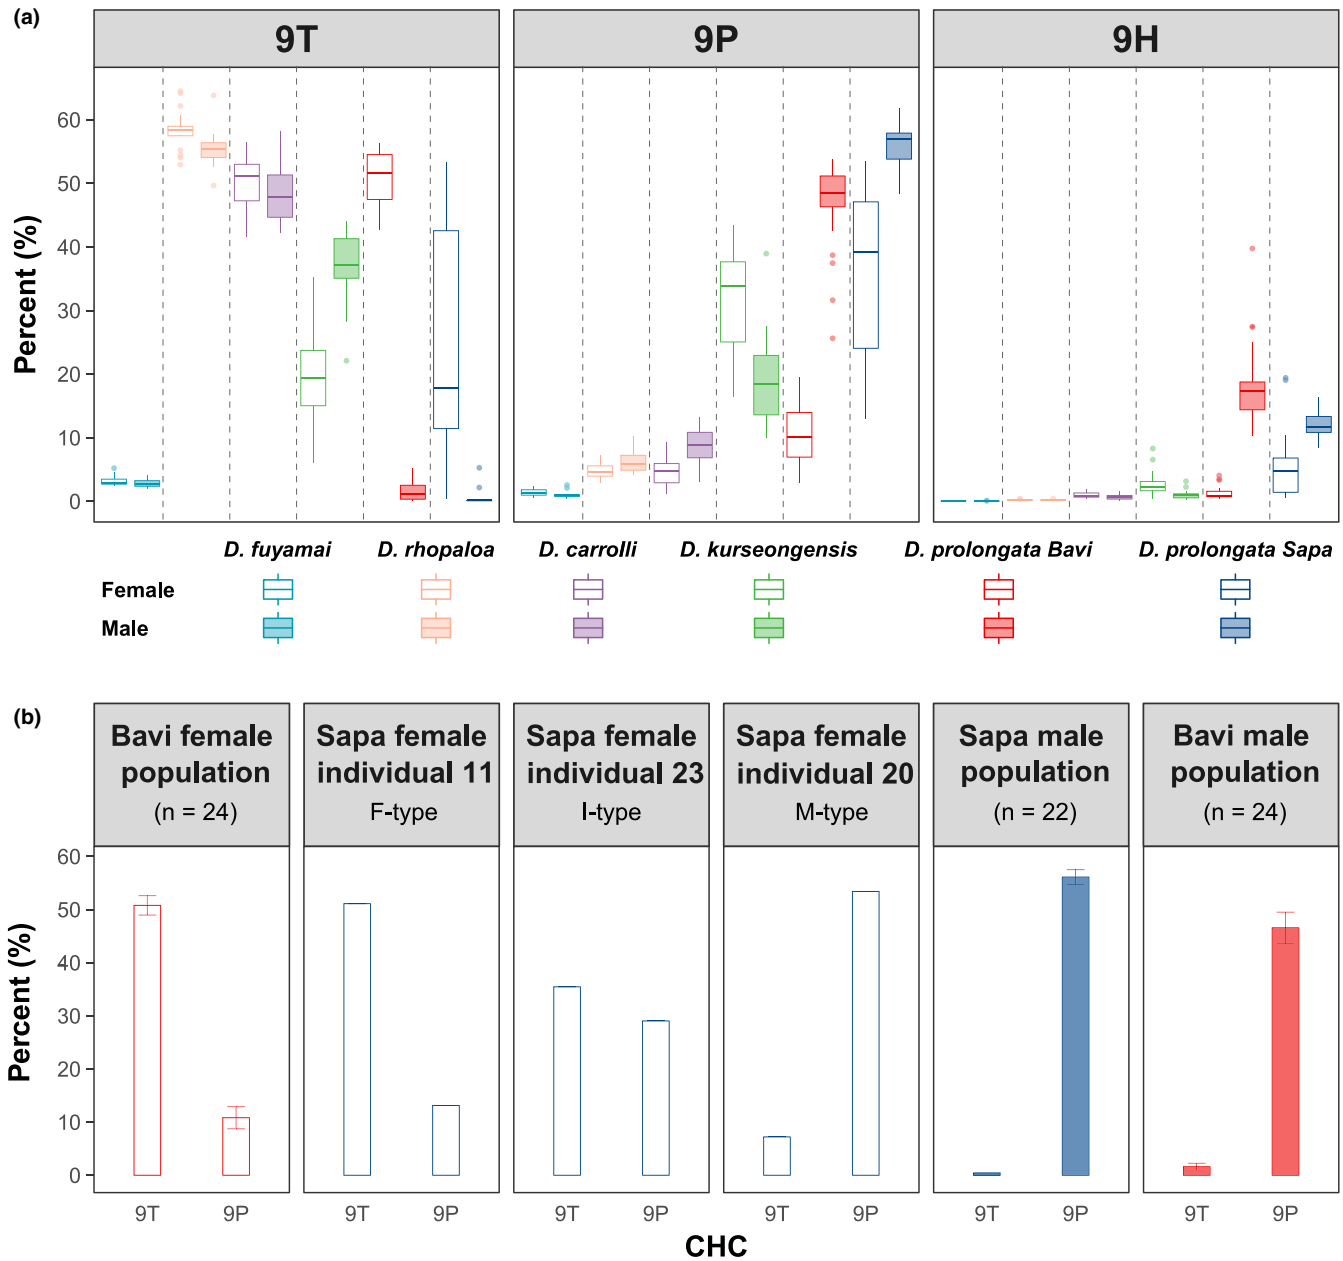 (a)
9T
9P
9H
60
50
40
30
20
10
0
Percent (%)
D. fuyamai
D. rhopaloa
D. carrolli
D. kurseongensis
D. prolongata Bavi
D. prolongata Sapa
Female
Male
(b)
Bavi female
population
(n = 24)
Sapa female
individual 11
F-type
Sapa female
individual 23
I-type
Sapa female
individual 20
M-type
Sapa male
population
(n = 22)
Bavi male
population
(n = 24)
60
50
40
30
20
10
0
Percent (%)
9T
9P
9T
9P
9T
9P
9T
9P
9T
9P
9T
9P
CHC